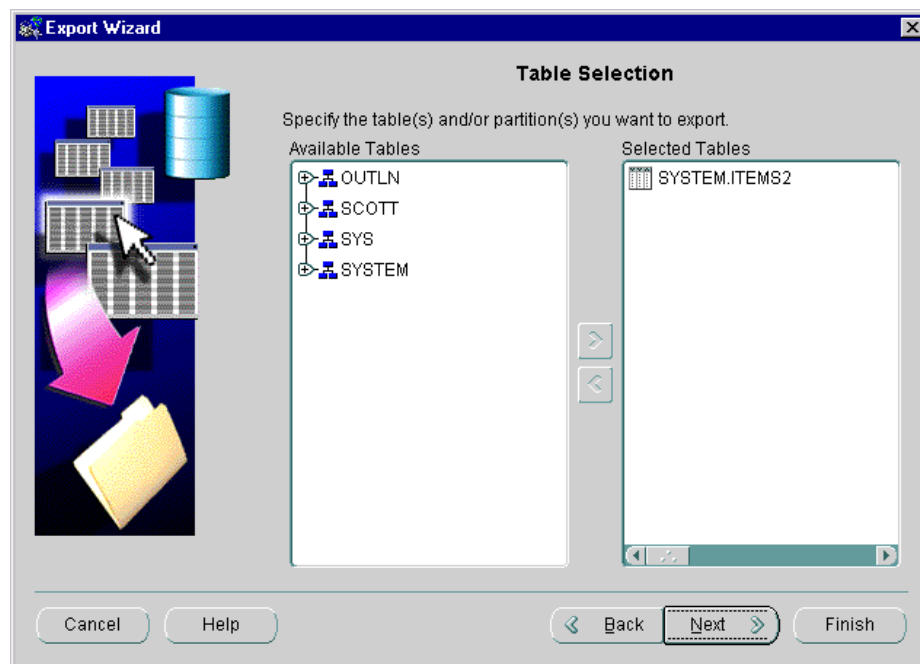 Export Wizard
Table Selection
Specify the table(s) and/or partition(s) you want to export.
Available Tables
OUTLN
SCOTT
SYS
SYSTEM
Selected Tables
SYSTEM.ITEMS2
Cancel
Help
Back
Next
Finish